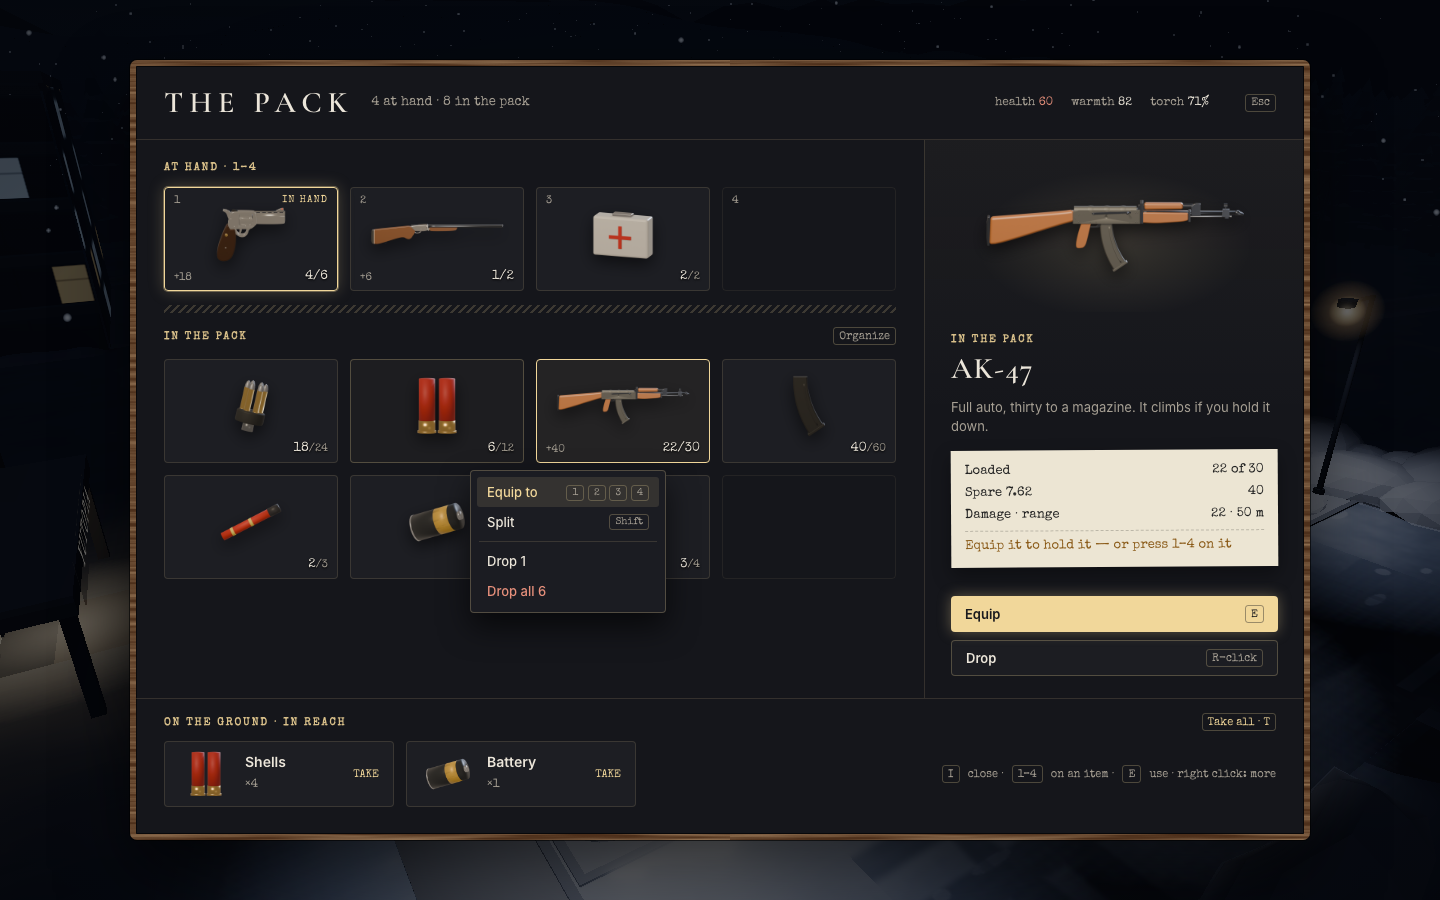 THE PACK
4 at hand · 8 in the pack
health 60 warmth 82 torch 71%
Esc
AT HAND · 1–4
1 IN HAND
+18 4/6
2
+6 1/2
3
2/2
4
IN THE PACK
Organize
18/24
6/12
+40 22/30
40/60
2/3
3/4
Equip to 1 2 3 4
Split Shift
Drop 1
Drop all 6
IN THE PACK
AK-47
Full auto, thirty to a magazine. It climbs if you hold it
down.
Loaded 22 of 30
Spare 7.62 40
Damage · range 22 · 50 m
Equip it to hold it — or press 1–4 on it
Equip E
Drop R-click
ON THE GROUND · IN REACH
Take all · T
Shells
×4
TAKE
Battery
×1
TAKE
I close · 1–4 on an item · E use · right click: more